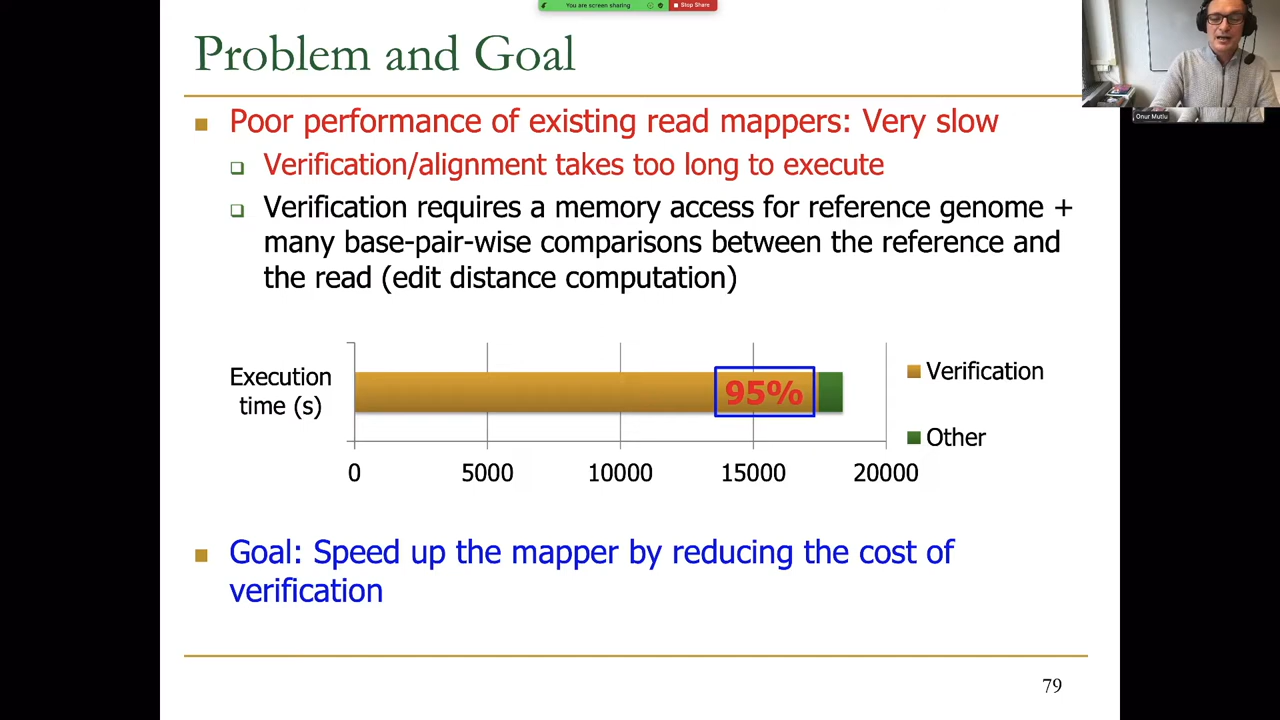 You are screen sharing
Stop Share
Problem and Goal
Onur Mutlu
Poor performance of existing read mappers: Very slow
Verification/alignment takes too long to execute
Verification requires a memory access for reference genome +
many base-pair-wise comparisons between the reference and
the read (edit distance computation)
Execution
time (s)
95%
Verification
Other
0 5000 10000 15000 20000
Goal: Speed up the mapper by reducing the cost of
verification
79